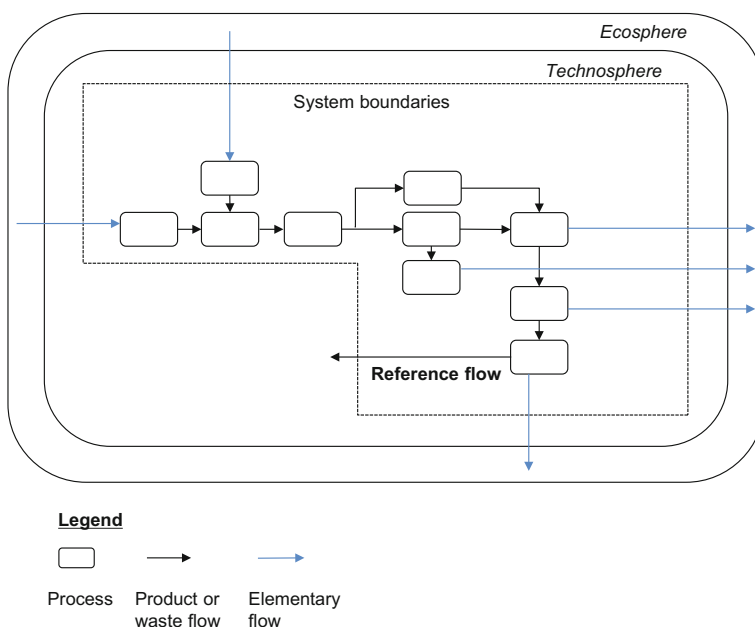 Ecosphere
Technosphere
System boundaries
Reference flow
Legend
Process
Product or
waste flow
Elementary
flow